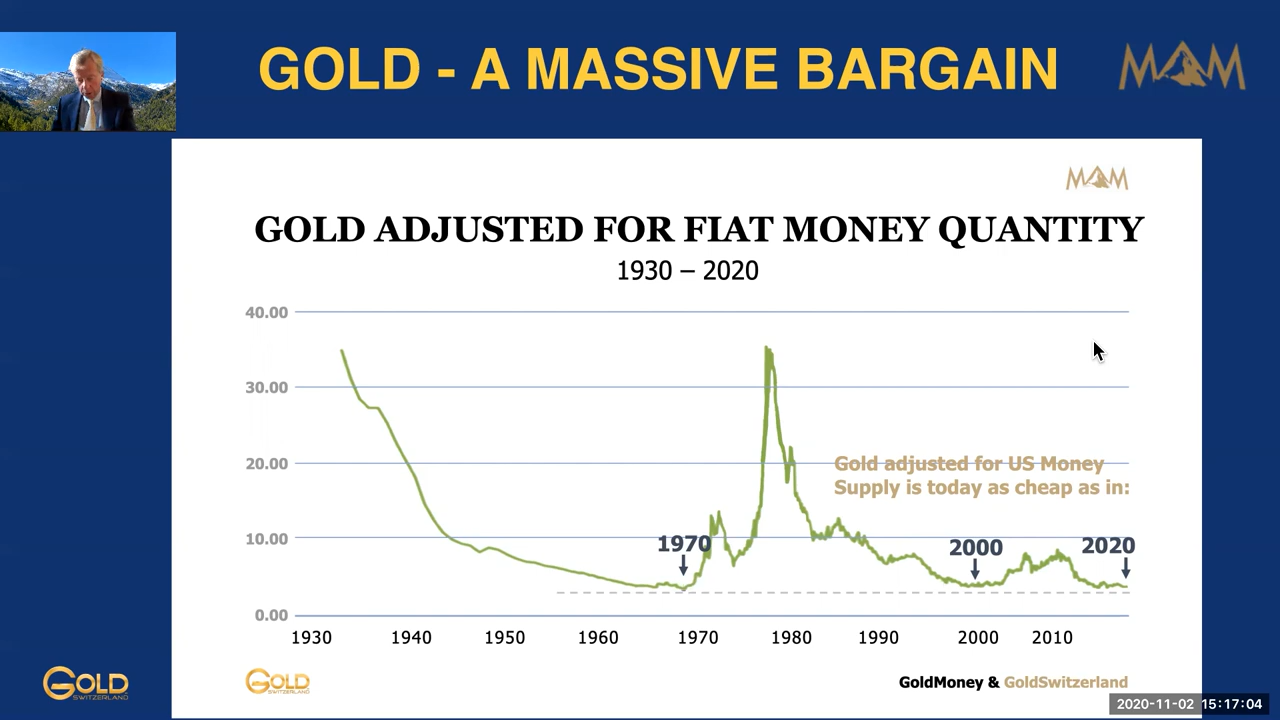 GOLD - A MASSIVE BARGAIN
MAM
MAM
GOLD ADJUSTED FOR FIAT MONEY QUANTITY
1930 – 2020
40.00
30.00
20.00
10.00
0.00
Gold adjusted for US Money
Supply is today as cheap as in:
1970
2000
2020
1930 1940 1950 1960 1970 1980 1990 2000 2010
GOLD
SWITZERLAND
GOLD
SWITZERLAND
GoldMoney & GoldSwitzerland
2020-11-02 15:17:04